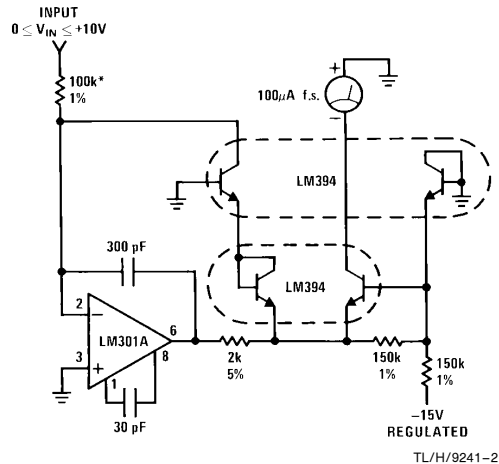 INPUT
0 ≤ VIN ≤ +10V
100k*
1%
+
100μA f.s.
−
LM394
300 pF
LM394
2
−
LM301A
6
3
+
8
1
30 pF
2k
5%
150k
1%
150k
1%
−15V
REGULATED
TL/H/9241–2